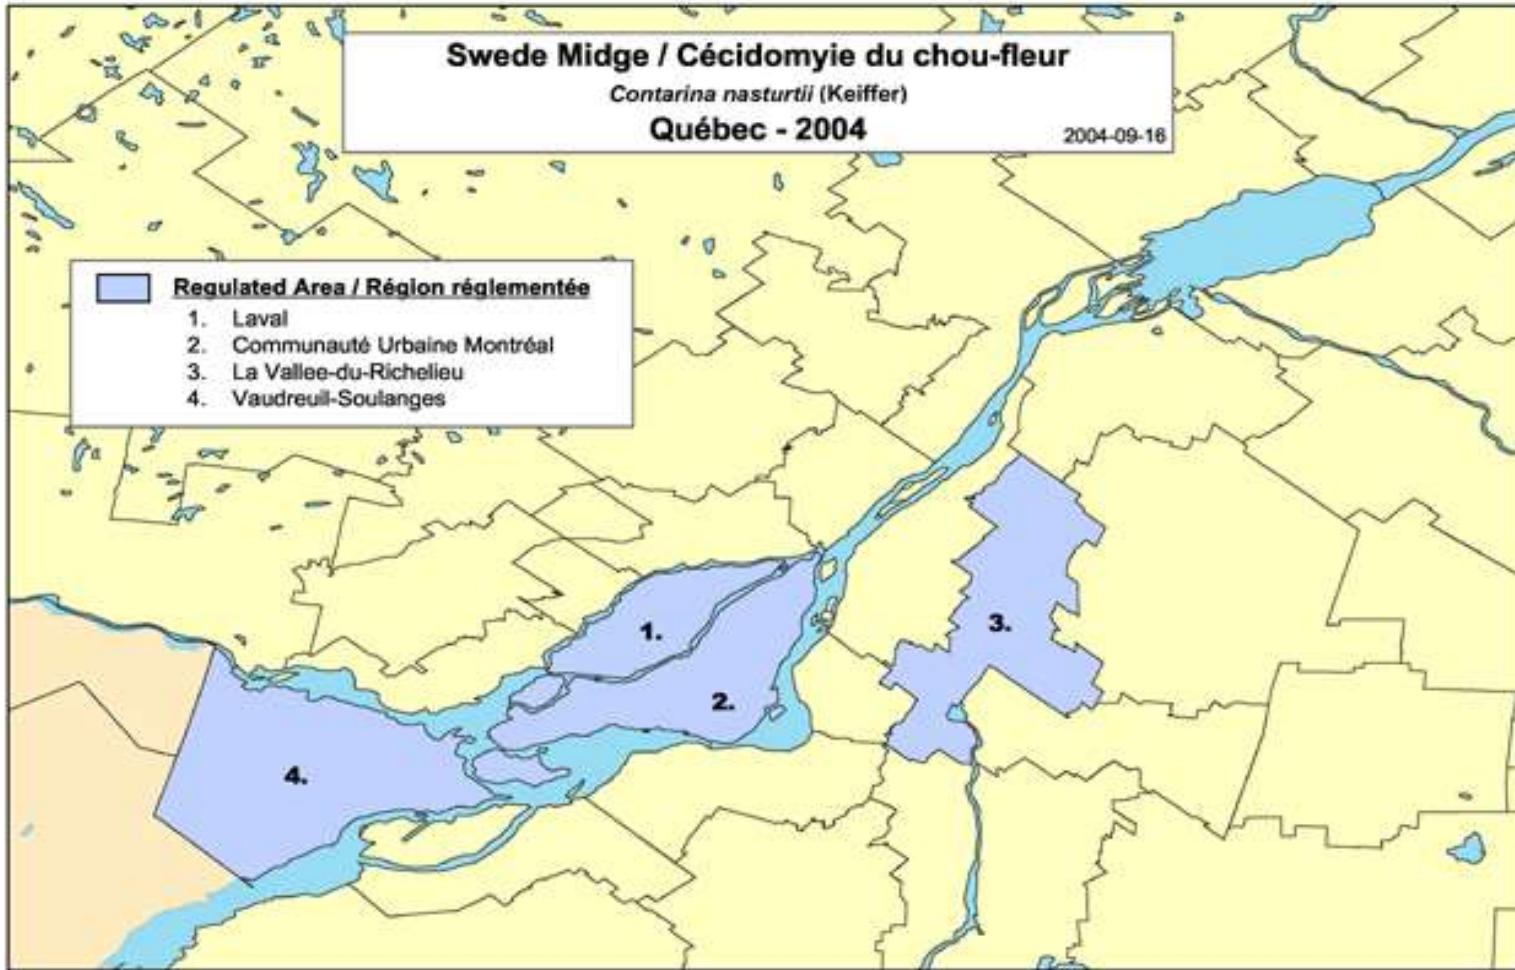 Swede Midge / Cécidomyie du chou-fleur
Contarina nasturtii (Keiffer)
Québec - 2004
2004-09-16
Regulated Area / Région réglementée
1. Laval
2. Communauté Urbaine Montréal
3. La Vallee-du-Richelieu
4. Vaudreuil-Soulanges
1.
3.
2.
4.